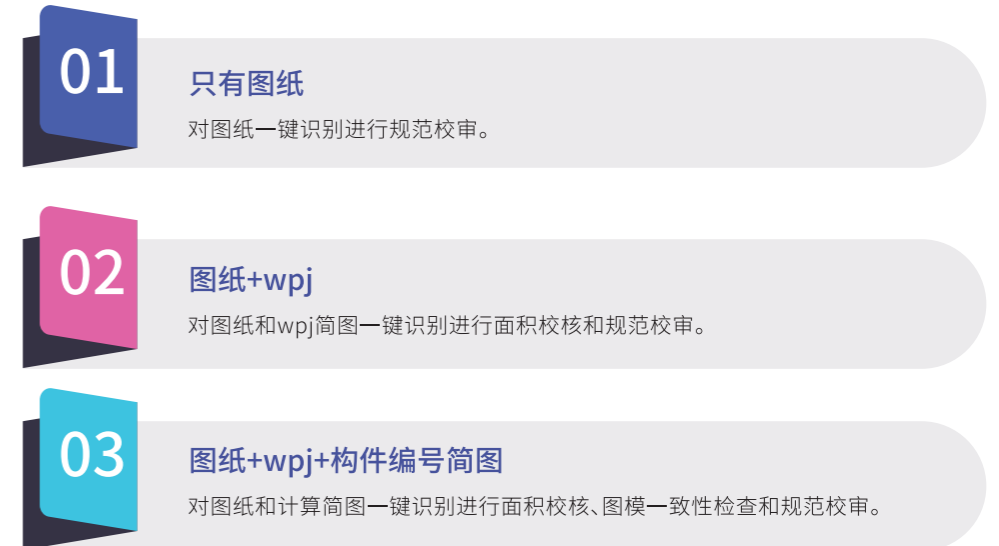 01
只有图纸
对图纸一键识别进行规范校审。
02
图纸+wpj
对图纸和wpj简图一键识别进行面积校核和规范校审。
03
图纸+wpj+构件编号简图
对图纸和计算简图一键识别进行面积校核、图模一致性检查和规范校审。